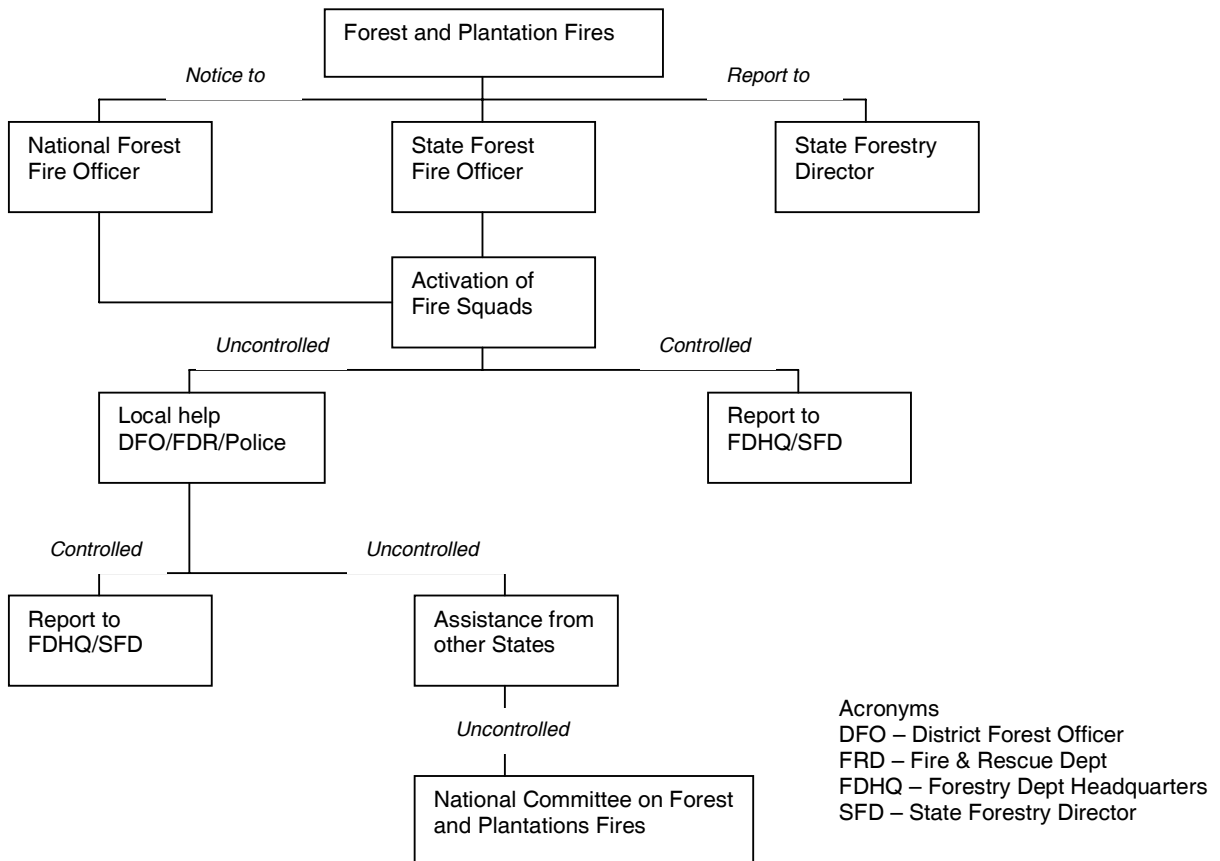 Forest and Plantation Fires
Notice to
Report to
National Forest
Fire Officer
State Forest
Fire Officer
State Forestry
Director
Activation of
Fire Squads
Uncontrolled
Controlled
Local help
DFO/FDR/Police
Report to
FDHQ/SFD
Controlled
Uncontrolled
Report to
FDHQ/SFD
Assistance from
other States
Uncontrolled
National Committee on Forest
and Plantations Fires
Acronyms
DFO – District Forest Officer
FRD – Fire & Rescue Dept
FDHQ – Forestry Dept Headquarters
SFD – State Forestry Director